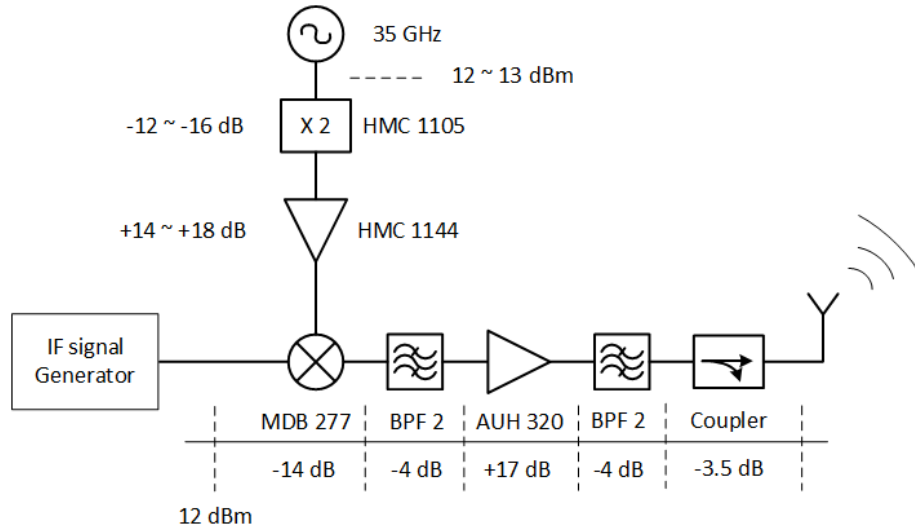 35 GHz
12 ~ 13 dBm
-12 ~ -16 dB
X 2
HMC 1105
+14 ~ +18 dB
HMC 1144
IF signal
Generator
MDB 277
BPF 2
AUH 320
BPF 2
Coupler
-14 dB
-4 dB
+17 dB
-4 dB
-3.5 dB
12 dBm